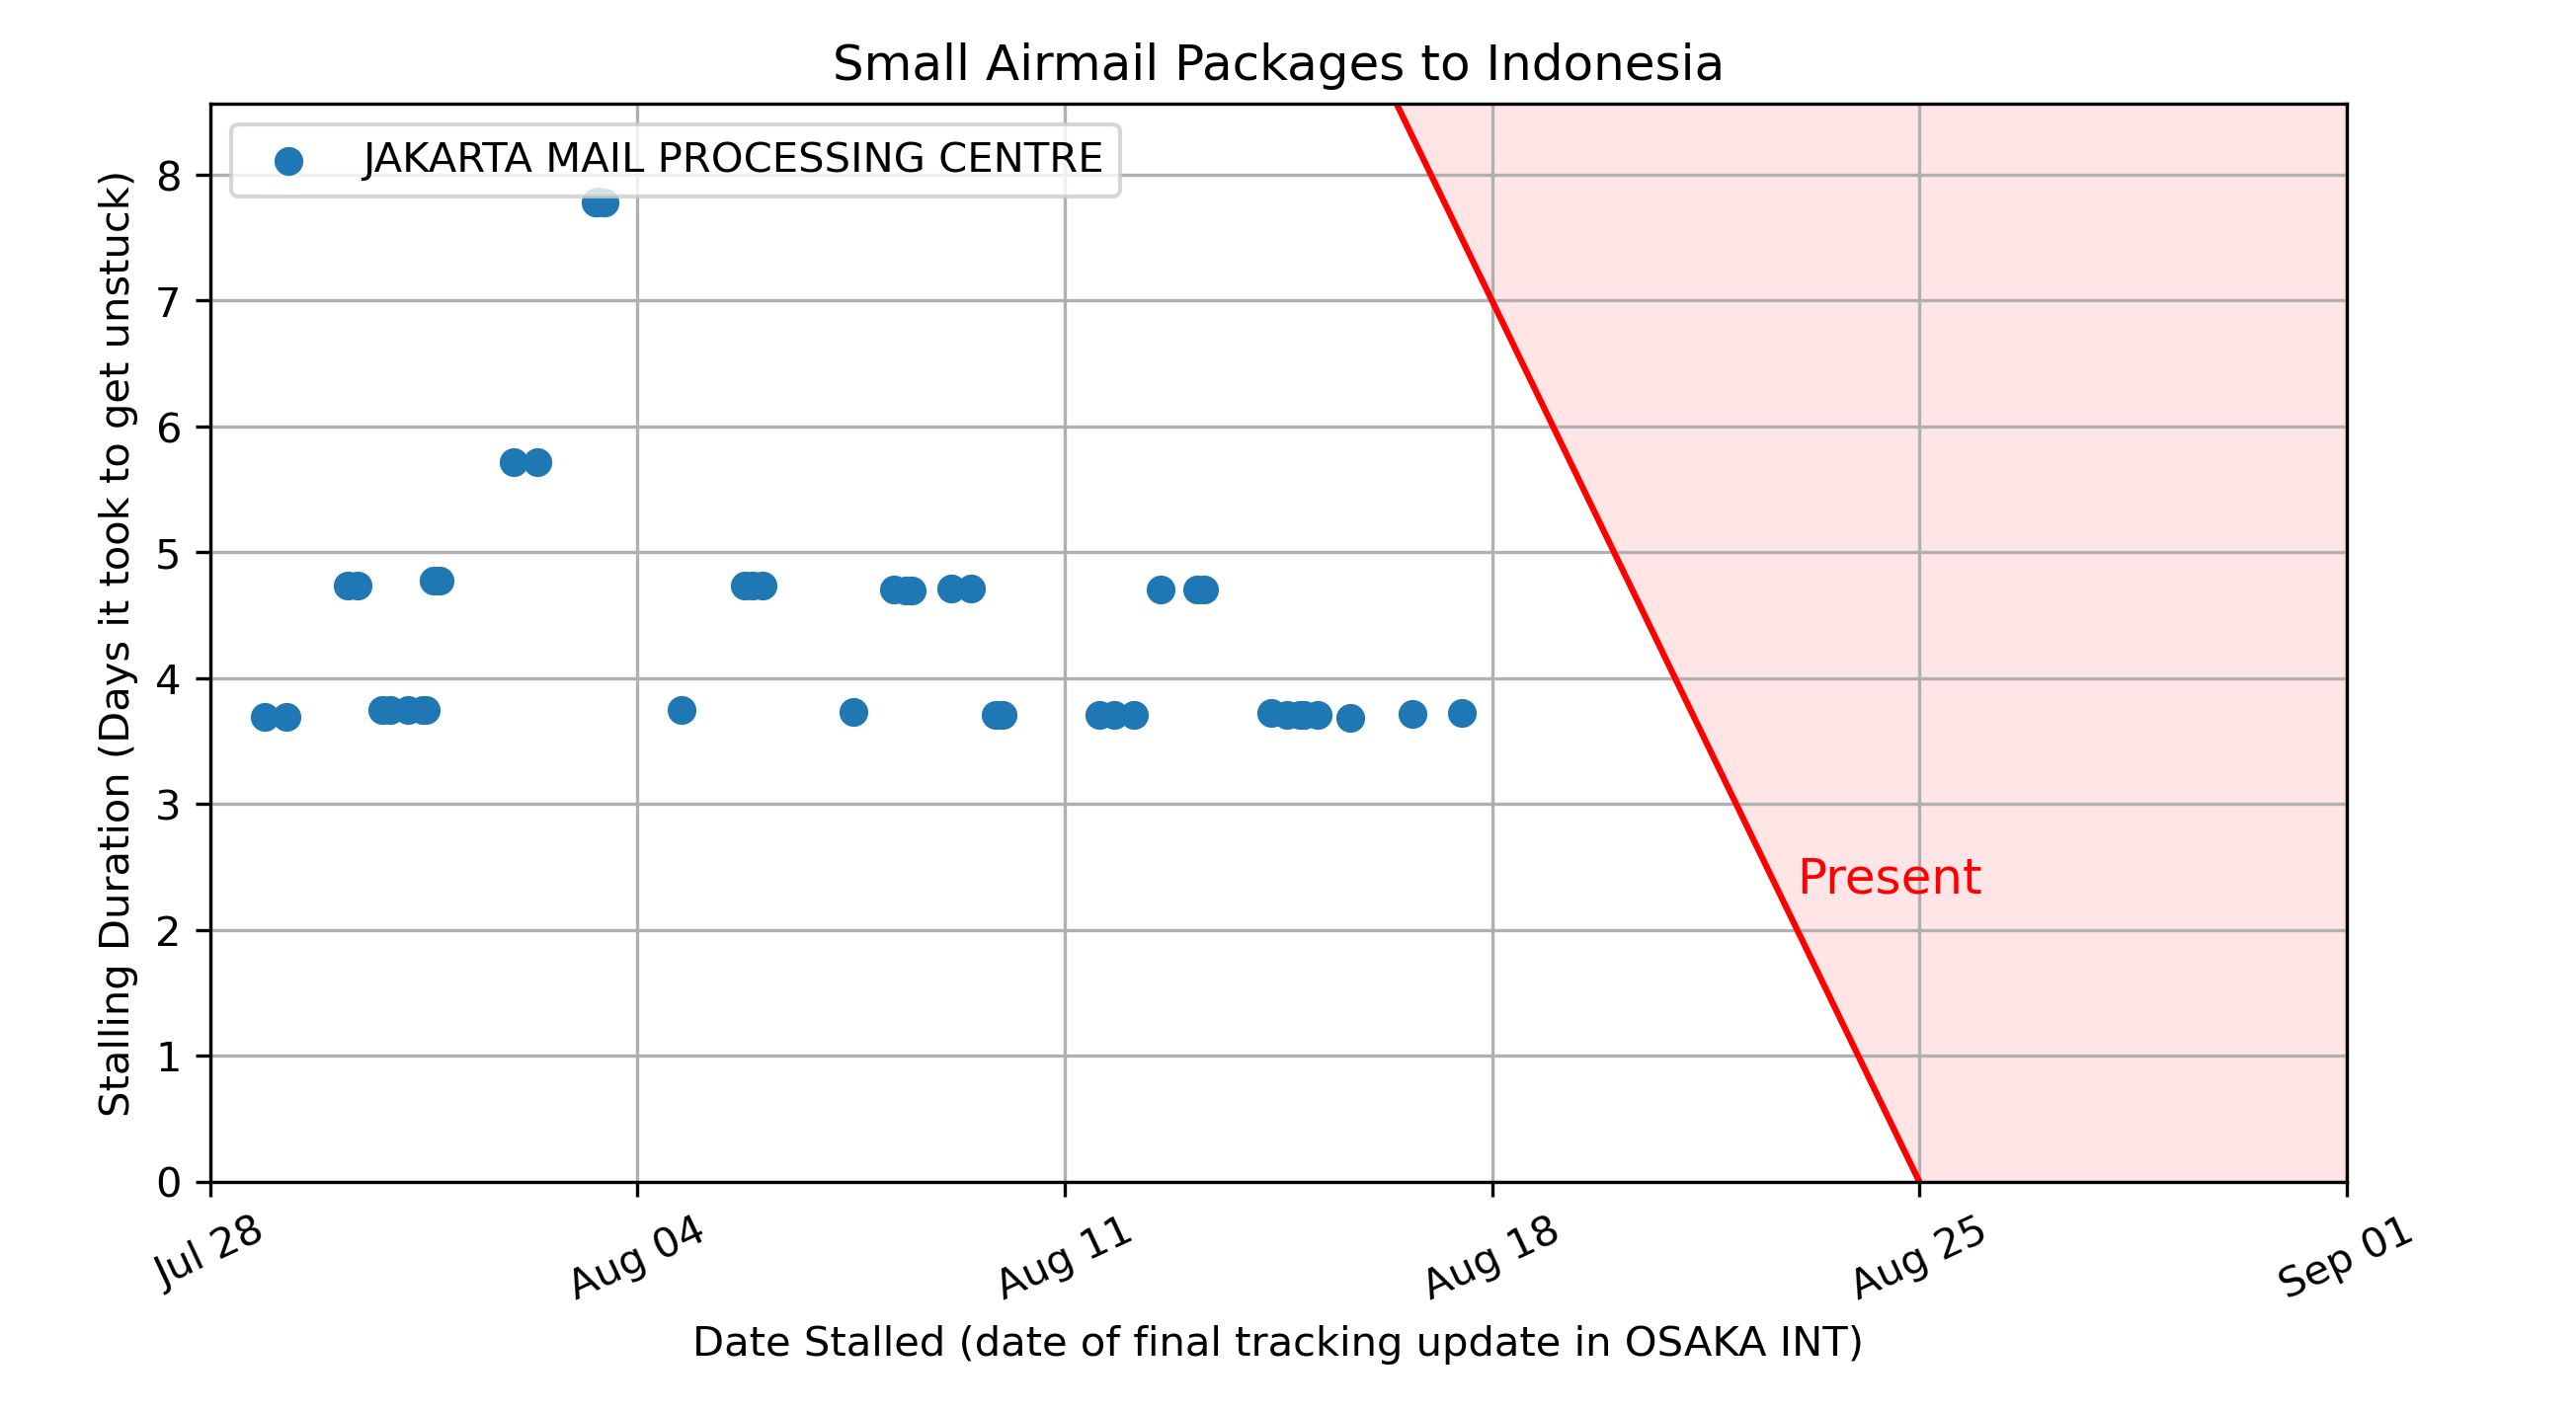 Small Airmail Packages to Indonesia
JAKARTA MAIL PROCESSING CENTRE
Stalling Duration (Days it took to get unstuck)
8
7
6
5
4
3
2
1
0
Present
Jul 28
Aug 04
Aug 11
Aug 18
Aug 25
Sep 01
Date Stalled (date of final tracking update in OSAKA INT)